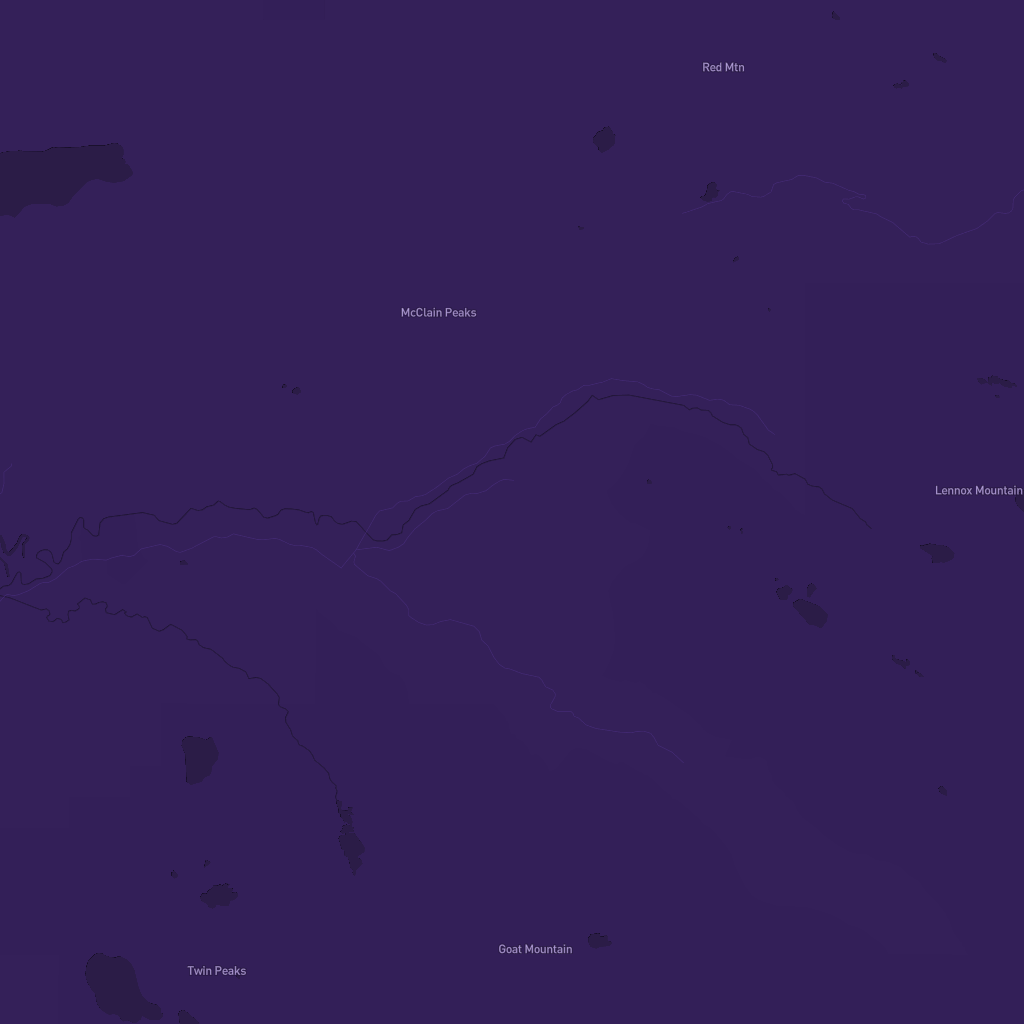 Red Mtn
McClain Peaks
Lennox Mountain
Goat Mountain
Twin Peaks